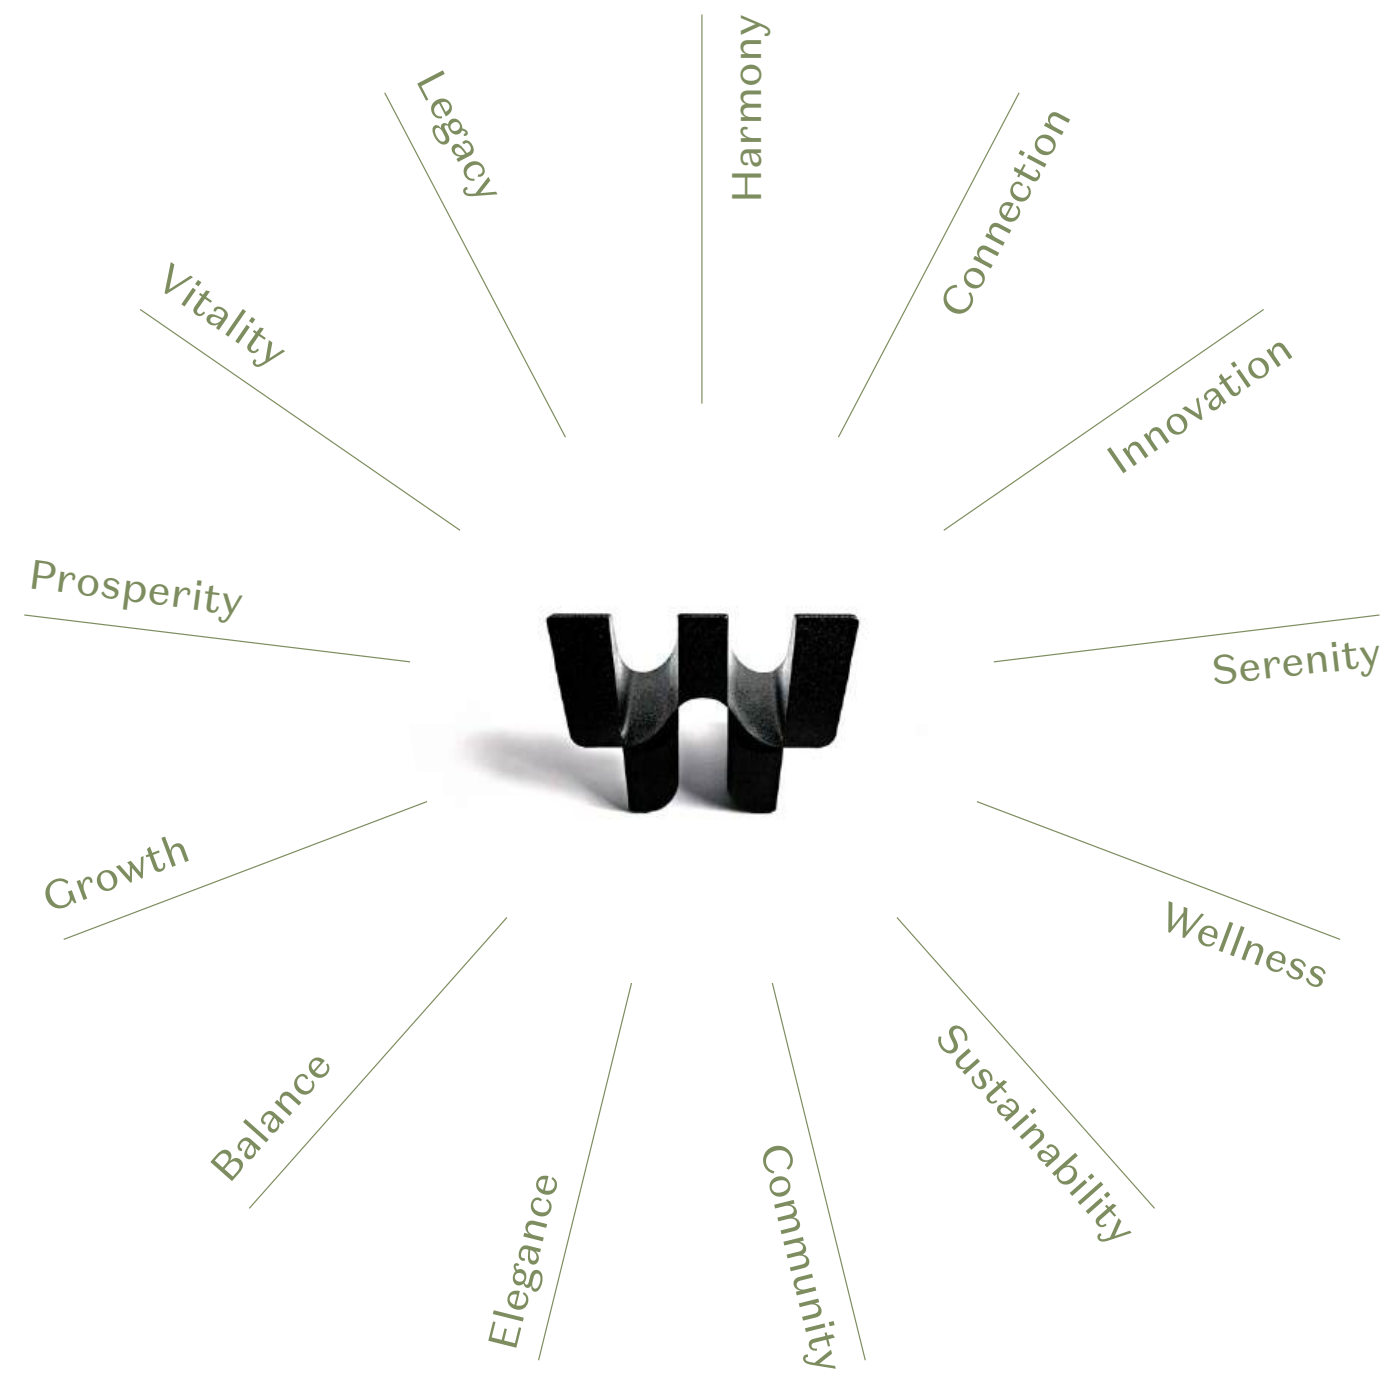 Harmony
Connection
Innovation
Serenity
Wellness
Sustainability
Community
Elegance
Balance
Growth
Prosperity
Vitality
Legacy